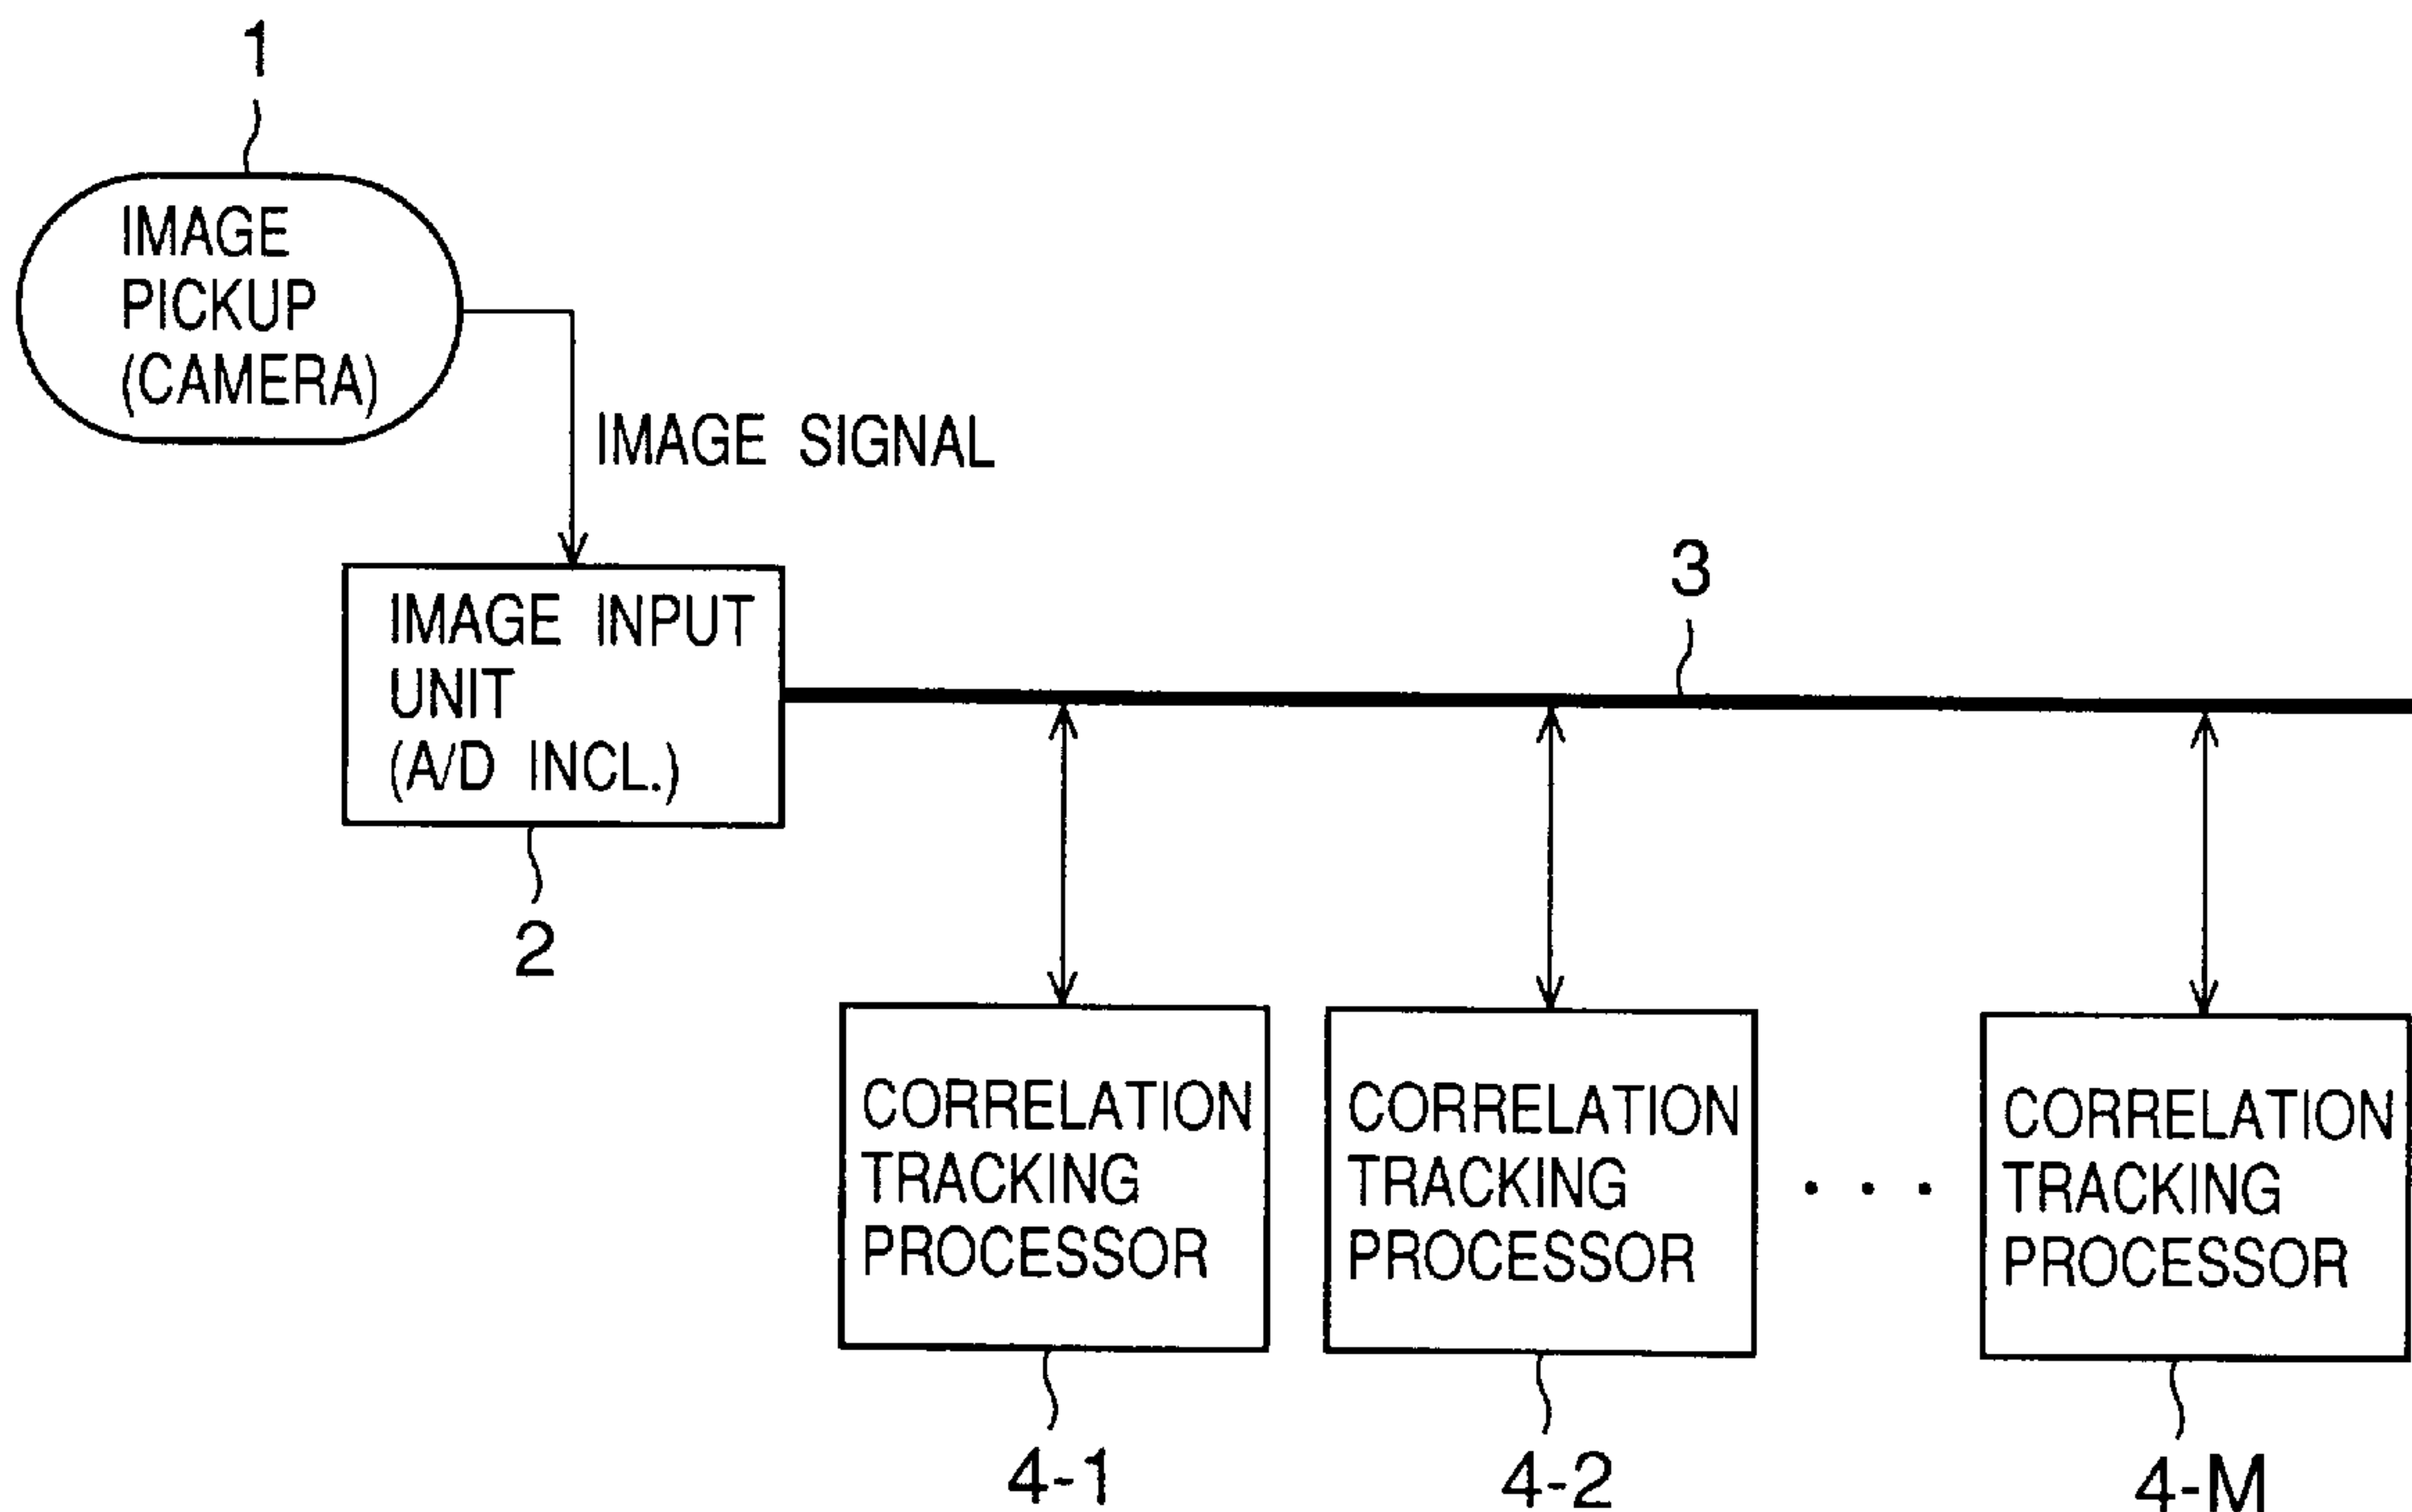 1
IMAGE
PICKUP
(CAMERA)
IMAGE SIGNAL
3
IMAGE INPUT
UNIT
(A/D INCL.)
2
CORRELATION
TRACKING
PROCESSOR
4-1
CORRELATION
TRACKING
PROCESSOR
4-2
. . .
CORRELATION
TRACKING
PROCESSOR
4-M